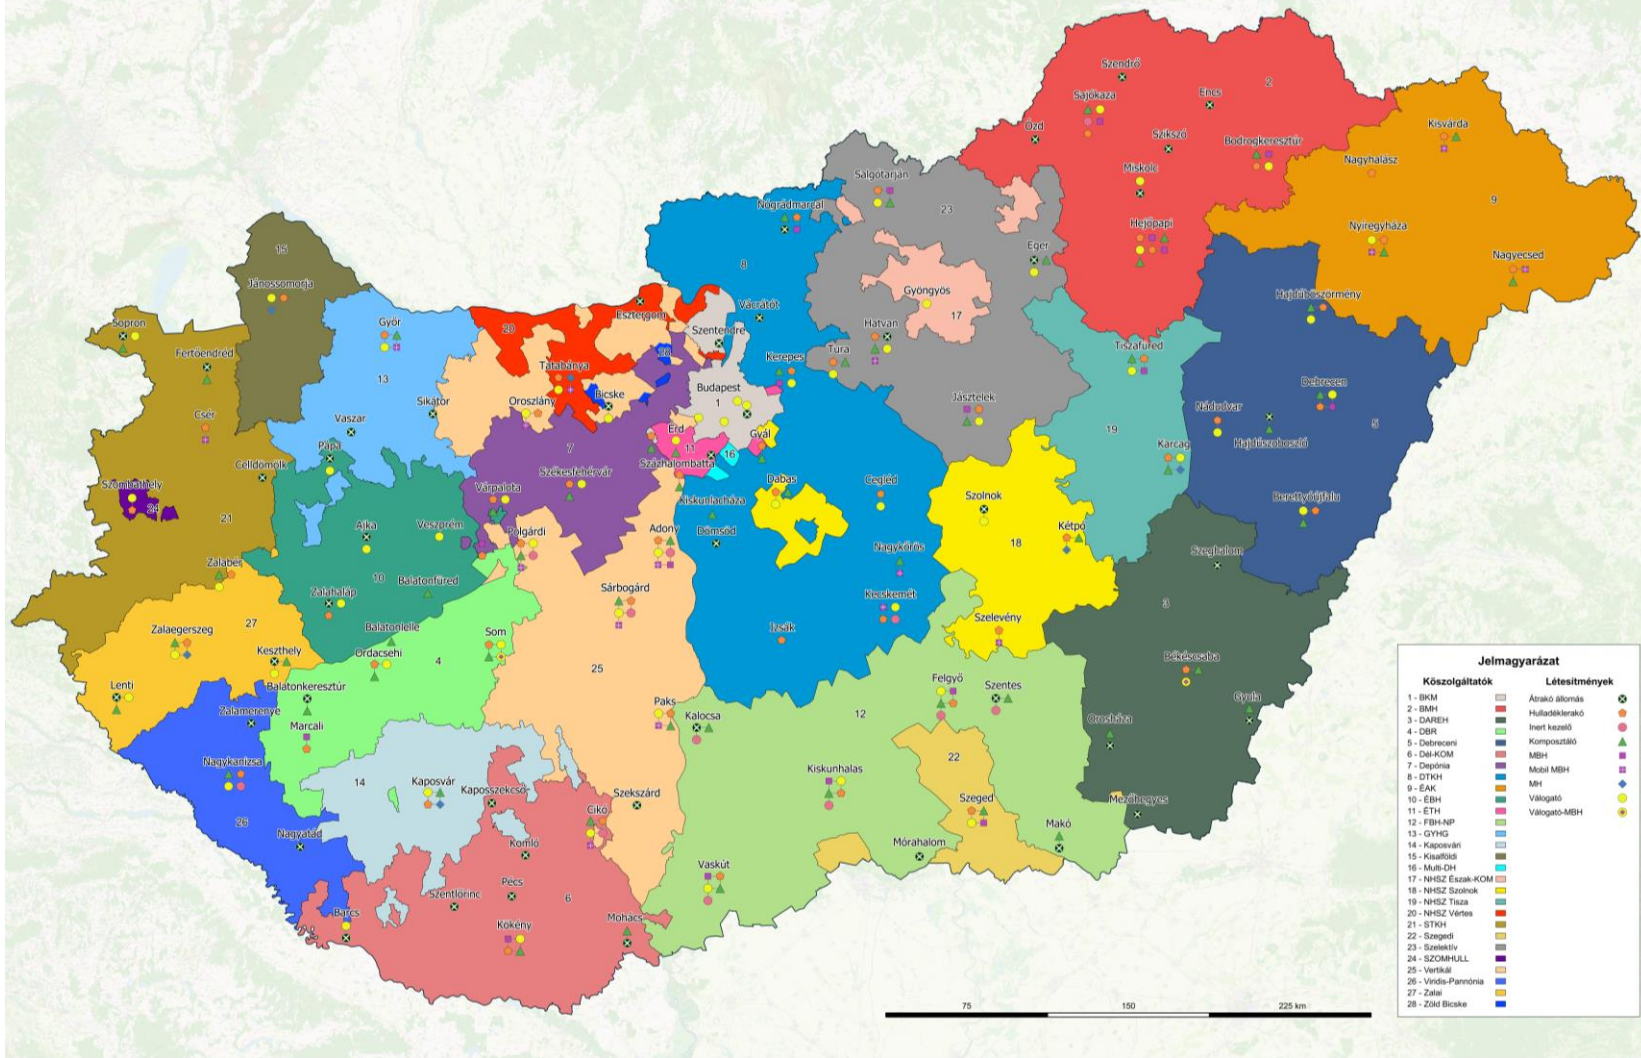 Szendrő
2
Encs
Sajókaza
Ózd
Szikszó
Kisvárda
Bodrogkeresztúr
Nagyhalász
Miskolc
Salgótarján
9
Nógrádmarcal
23
Hejőpapi
Nyíregyháza
Eger
15
8
Nagyecsed
Jánossomorja
Gyöngyös
Hajdúböszörmény
Vácrátót
17
Esztergom
Sopron
Győr
20
Szentendre
Hatvan
Fertőendréd
Tiszafüred
28
Kerepes
Tura
Tatabánya
13
Budapest
Debrecen
Bicske
1
Jásztelek
Csér
Sikátor
Oroszlány
Nádudvar
Vaszar
5
Érd
Gyál
19
Pápa
7
11
Hajdúszoboszló
Karcag
16
Celldömölk
Százhalombatta
Székesfehérvár
Szombathely
Dabas
Cegléd
Várpalota
Szolnok
Berettyóújfalu
24
Kiskunlacháza
21
Ajka
Veszprém
Kétpó
Polgárdi
Adony
Dömsöd
18
Szeghalom
Nagykőrös
Zalabér
10
Balatonfüred
Zalahaláp
Sárbogárd
Kecskemét
3
27
Szelevény
Zalaegerszeg
Balatonlelle
Som
Izsák
Keszthely
Ordacsehi
4
Békéscsaba
25
Lenti
Balatonkeresztúr
Felgyő
Szentes
Gyula
Zalamerenye
Paks
Kalocsa
12
Marcali
Orosháza
Nagykanizsa
22
Kiskunhalas
14
Kaposvár
Kaposszekcső
Szekszárd
Szeged
Mezőhegyes
Cikó
26
Makó
Nagyatád
Komló
Mórahalom
Vaskút
Pécs
Szentlőrinc
6
Barcs
Kökény
Mohács
75
150
225 km
Jelmagyarázat
Közszolgáltatók
1 - BKM
2 - BMH
3 - DAREH
4 - DBR
5 - Debreceni
6 - Dél-KOM
7 - Depónia
8 - DTKH
9 - ÉAK
10 - ÉBH
11 - ÉTH
12 - FBH-NP
13 - GYHG
14 - Kaposvári
15 - Kisalföldi
16 - Multi-DH
17 - NHSZ Észak-KOM
18 - NHSZ Szolnok
19 - NHSZ Tisza
20 - NHSZ Vértes
21 - STKH
22 - Szegedi
23 - Szelektív
24 - SZOMHULL
25 - Vertikál
26 - Viridis-Pannónia
27 - Zalai
28 - Zöld Bicske
Létesítmények
Átrakó állomás
Hulladéklerakó
Inert kezelő
Komposztáló
MBH
Mobil MBH
MH
Válogató
Válogató-MBH